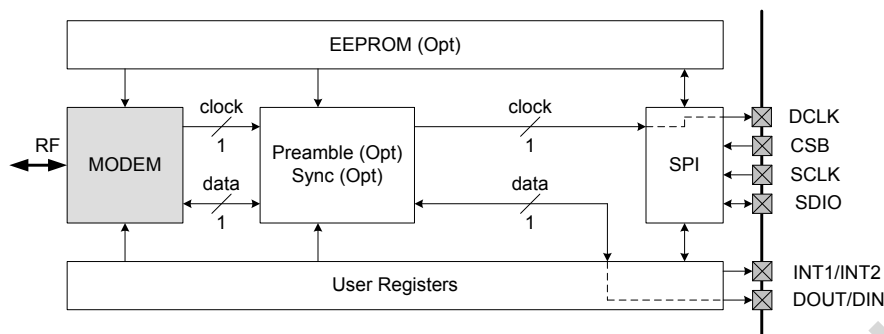 EEPROM (Opt)
RF
MODEM
clock
1
data
1
Preamble (Opt)
Sync (Opt)
clock
1
data
1
SPI
DCLK
CSB
SCLK
SDIO
User Registers
INT1/INT2
DOUT/DIN